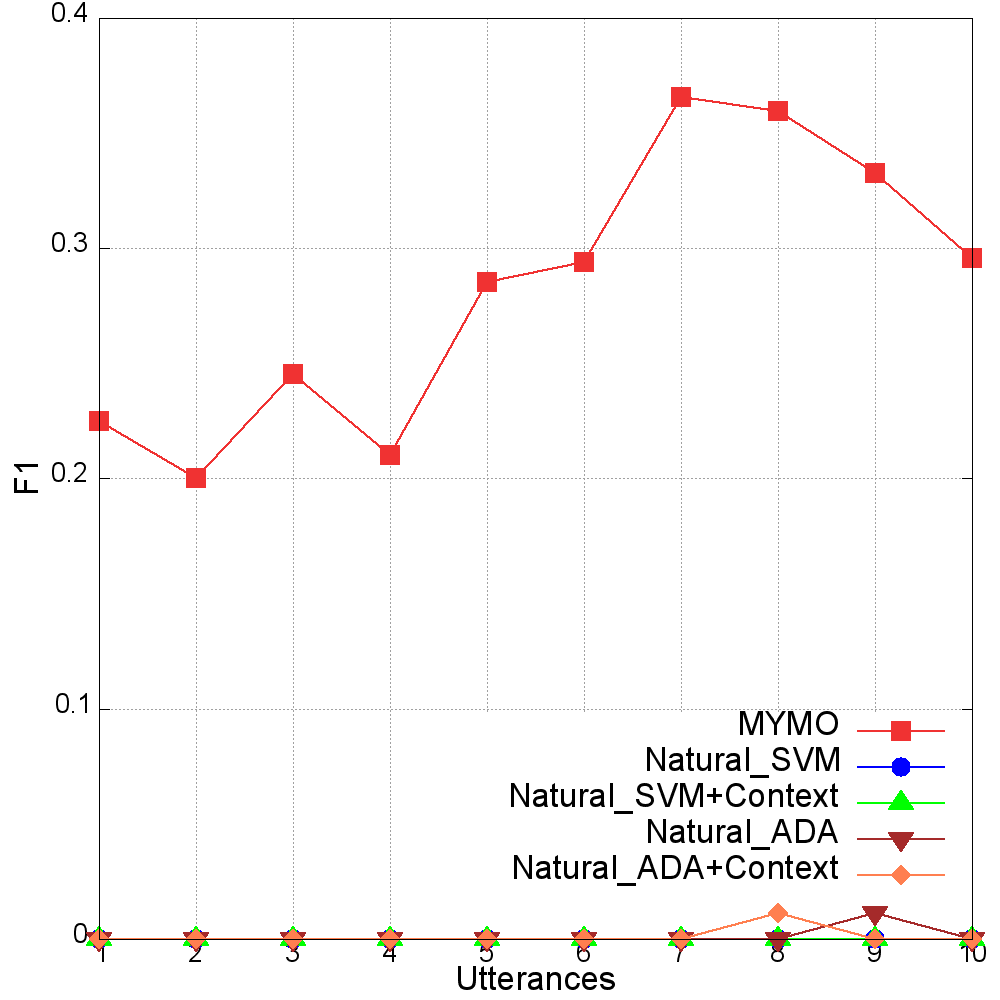 0.4
0.3
0.2
0.1
0
F1
MYMO
Natural_SVM
Natural_SVM+Context
Natural_ADA
Natural_ADA+Context
1 2 3 4 5 6 7 8 9 10
Utterances